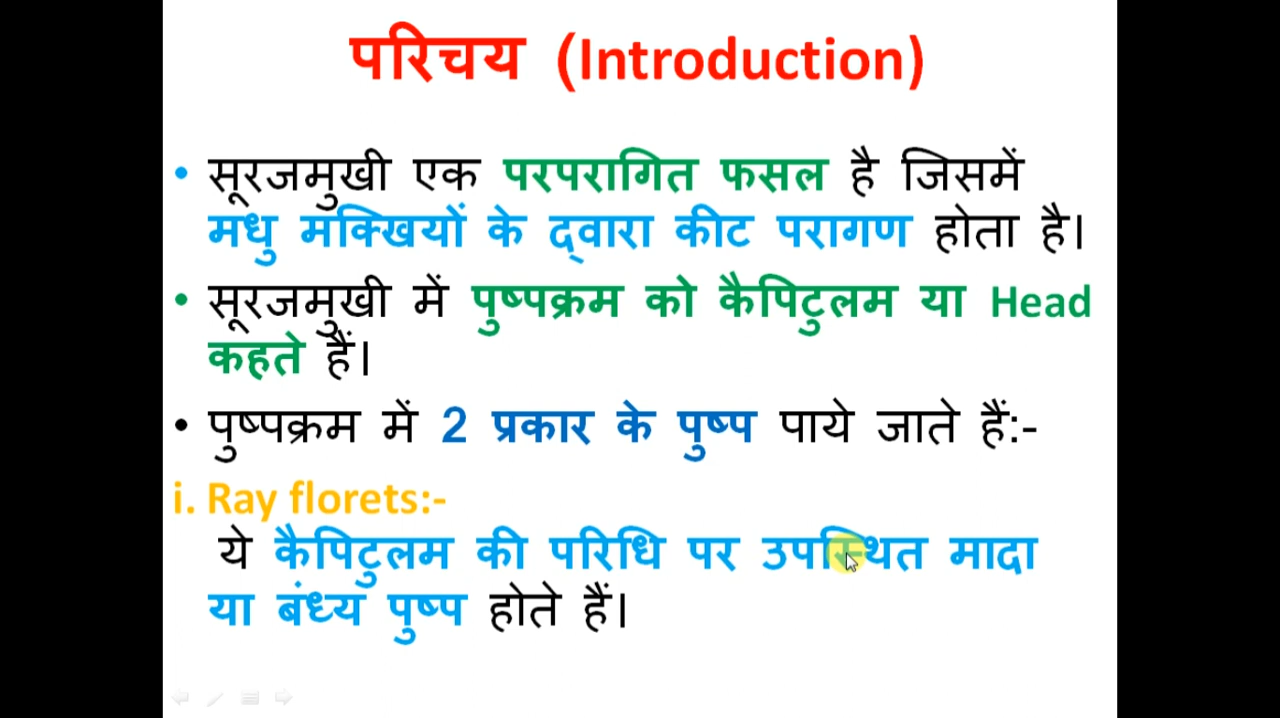 परिचय (Introduction)
• सूरजमुखी एक परपरागित फसल है जिसमें
मधु मक्खियों के द्वारा कीट परागण होता है।
• सूरजमुखी में पुष्पक्रम को कैपिटुलम या Head
कहते हैं।
• पुष्पक्रम में 2 प्रकार के पुष्प पाये जाते हैं:-
i. Ray florets:-
ये कैपिटुलम की परिधि पर उपस्थित मादा
या बंध्य पुष्प होते हैं।